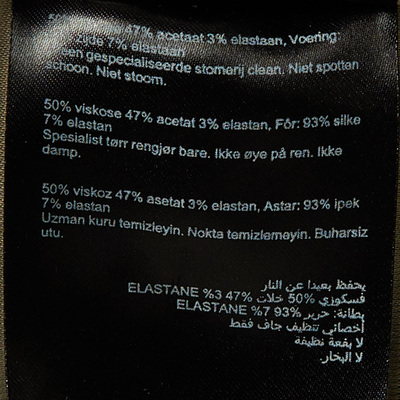 47% acetaat 3% elastaan, Voering:
zijde 7% elastaan
een gespecialiseerde stomerij clean. Niet spotten
schoon. Niet stoom.
50% viskose 47% acetat 3% elastan, Fôr: 93% silke
7% elastan
Spesialist tørr rengjør bare. Ikke øye på ren. Ikke
damp.
50% viskoz 47% asetat 3% elastan, Astar: 93% ipek
7% elastan
Uzman kuru temizleyin. Nokta temizlemeyin. Buharsiz
utu.
يحفظ بعيدا عن النار
فسكوزي 50% خلات 47% ELASTANE %3
بطانة: حرير 93% ELASTANE %7
أخصائي تنظيف جاف فقط
لا بقعة نظيفة
لا البخار.